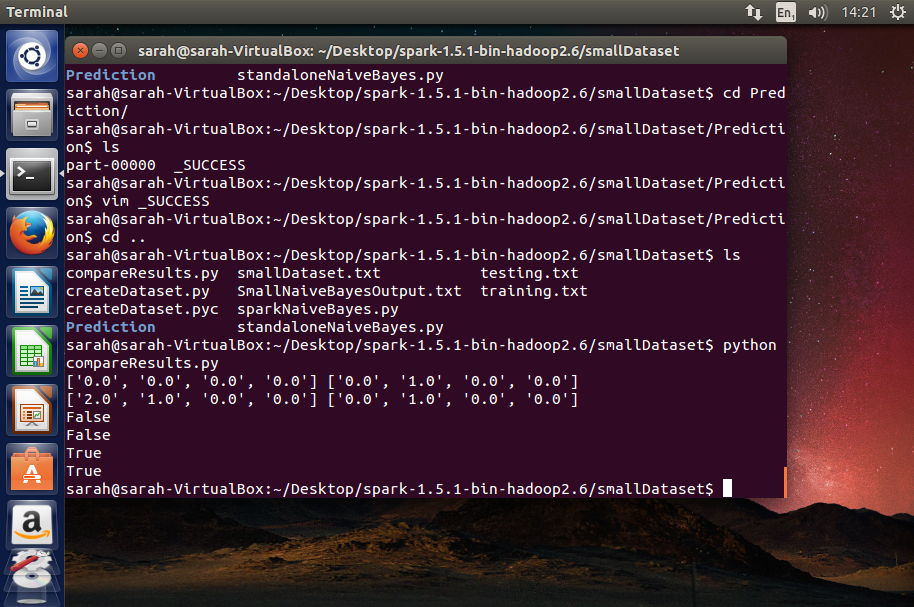 Terminal
En1
14:21
sarah@sarah-VirtualBox: ~/Desktop/spark-1.5.1-bin-hadoop2.6/smallDataset
Prediction         standaloneNaiveBayes.py
sarah@sarah-VirtualBox:~/Desktop/spark-1.5.1-bin-hadoop2.6/smallDataset$ cd Pred
iction/
sarah@sarah-VirtualBox:~/Desktop/spark-1.5.1-bin-hadoop2.6/smallDataset/Predicti
on$ ls
part-00000  _SUCCESS
sarah@sarah-VirtualBox:~/Desktop/spark-1.5.1-bin-hadoop2.6/smallDataset/Predicti
on$ vim _SUCCESS
sarah@sarah-VirtualBox:~/Desktop/spark-1.5.1-bin-hadoop2.6/smallDataset/Predicti
on$ cd ..
sarah@sarah-VirtualBox:~/Desktop/spark-1.5.1-bin-hadoop2.6/smallDataset$ ls
compareResults.py  smallDataset.txt           testing.txt
createDataset.py   SmallNaiveBayesOutput.txt  training.txt
createDataset.pyc  sparkNaiveBayes.py
Prediction         standaloneNaiveBayes.py
sarah@sarah-VirtualBox:~/Desktop/spark-1.5.1-bin-hadoop2.6/smallDataset$ python
compareResults.py
['0.0', '0.0', '0.0', '0.0'] ['0.0', '1.0', '0.0', '0.0']
['2.0', '1.0', '0.0', '0.0'] ['0.0', '1.0', '0.0', '0.0']
False
False
True
True
sarah@sarah-VirtualBox:~/Desktop/spark-1.5.1-bin-hadoop2.6/smallDataset$